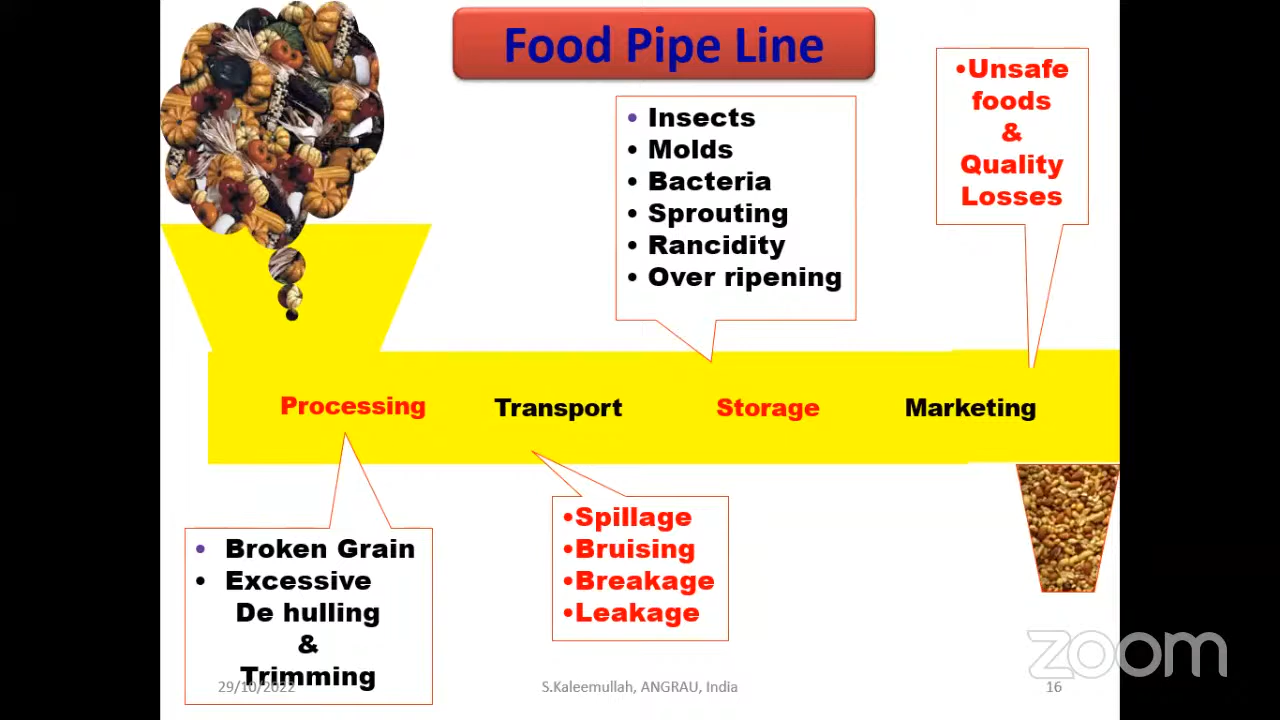 Food Pipe Line
•Unsafe
foods
&
Quality
Losses
• Insects
• Molds
• Bacteria
• Sprouting
• Rancidity
• Over ripening
Processing
Transport
Storage
Marketing
• Broken Grain
• Excessive
De hulling
&
Trimming
•Spillage
•Bruising
•Breakage
•Leakage
29/10/2022
S.Kaleemullah, ANGRAU, India
16
zoom